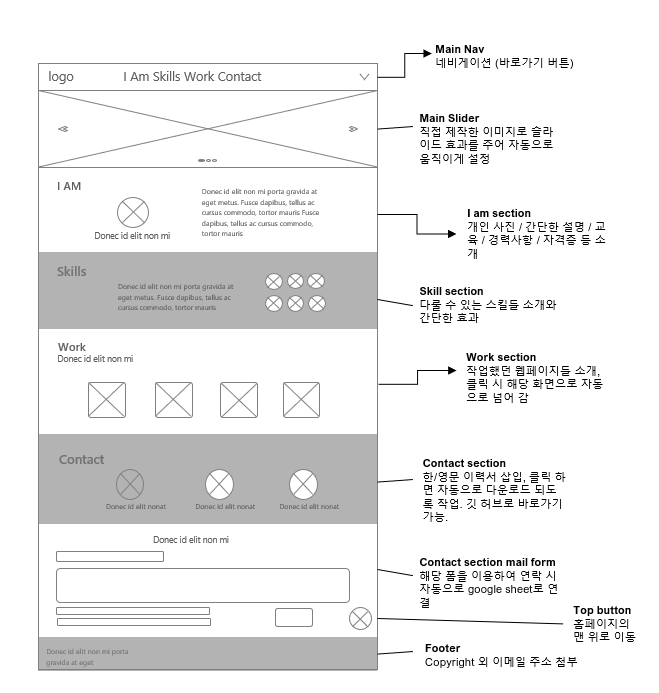 Main Nav
네비게이션 (바로가기 버튼)
logo
I Am Skills Work Contact
Main Slider
직접 제작한 이미지로 슬라
이드 효과를 주어 자동으로
움직이게 설정
I AM
Donec id elit non mi
Donec id elit non mi porta gravida at
eget metus. Fusce dapibus, tellus ac
cursus commodo, tortor mauris Fusce
dapibus, tellus ac cursus commodo,
tortor mauris
I am section
개인 사진 / 간단한 설명 / 교
육 / 경력사항 / 자격증 등 소
개
Skills
Donec id elit non mi porta gravida at
eget metus. Fusce dapibus, tellus ac
cursus commodo, tortor mauris
Skill section
다룰 수 있는 스킬들 소개와
간단한 효과
Work
Donec id elit non mi
Work section
작업했던 웹페이지들 소개,
클릭 시 해당 화면으로 자동
으로 넘어 감
Contact
Donec id elit nonat
Donec id elit nonat
Donec id elit nonat
Contact section
한/영문 이력서 삽입, 클릭 하
면 자동으로 다운로드 되도
록 작업. 깃 허브로 바로가기
가능.
Donec id elit non mi
Contact section mail form
해당 폼을 이용하여 연락 시
자동으로 google sheet로 연
결
Top button
홈페이지의
맨 위로 이동
Donec id elit non mi porta
gravida at eget
Footer
Copyright 외 이메일 주소 첨부